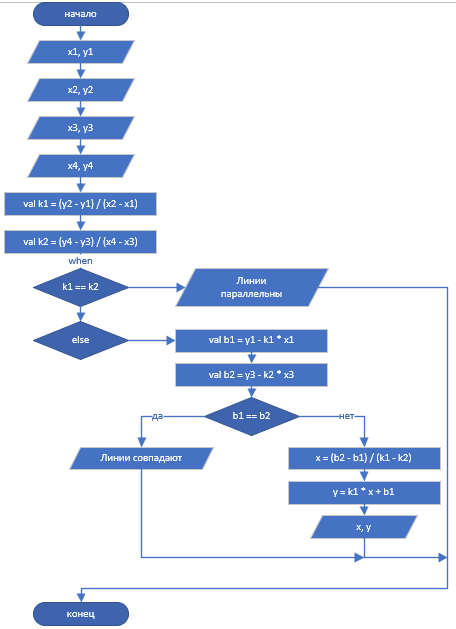 начало
x1, y1
x2, y2
x3, y3
x4, y4
val k1 = (y2 - y1) / (x2 - x1)
val k2 = (y4 - y3) / (x4 - x3)
when
k1 == k2
Линии
параллельны
else
val b1 = y1 - k1 * x1
val b2 = y3 - k2 * x3
b1 == b2
да
нет
Линии совпадают
x = (b2 - b1) / (k1 - k2)
y = k1 * x + b1
x, y
конец